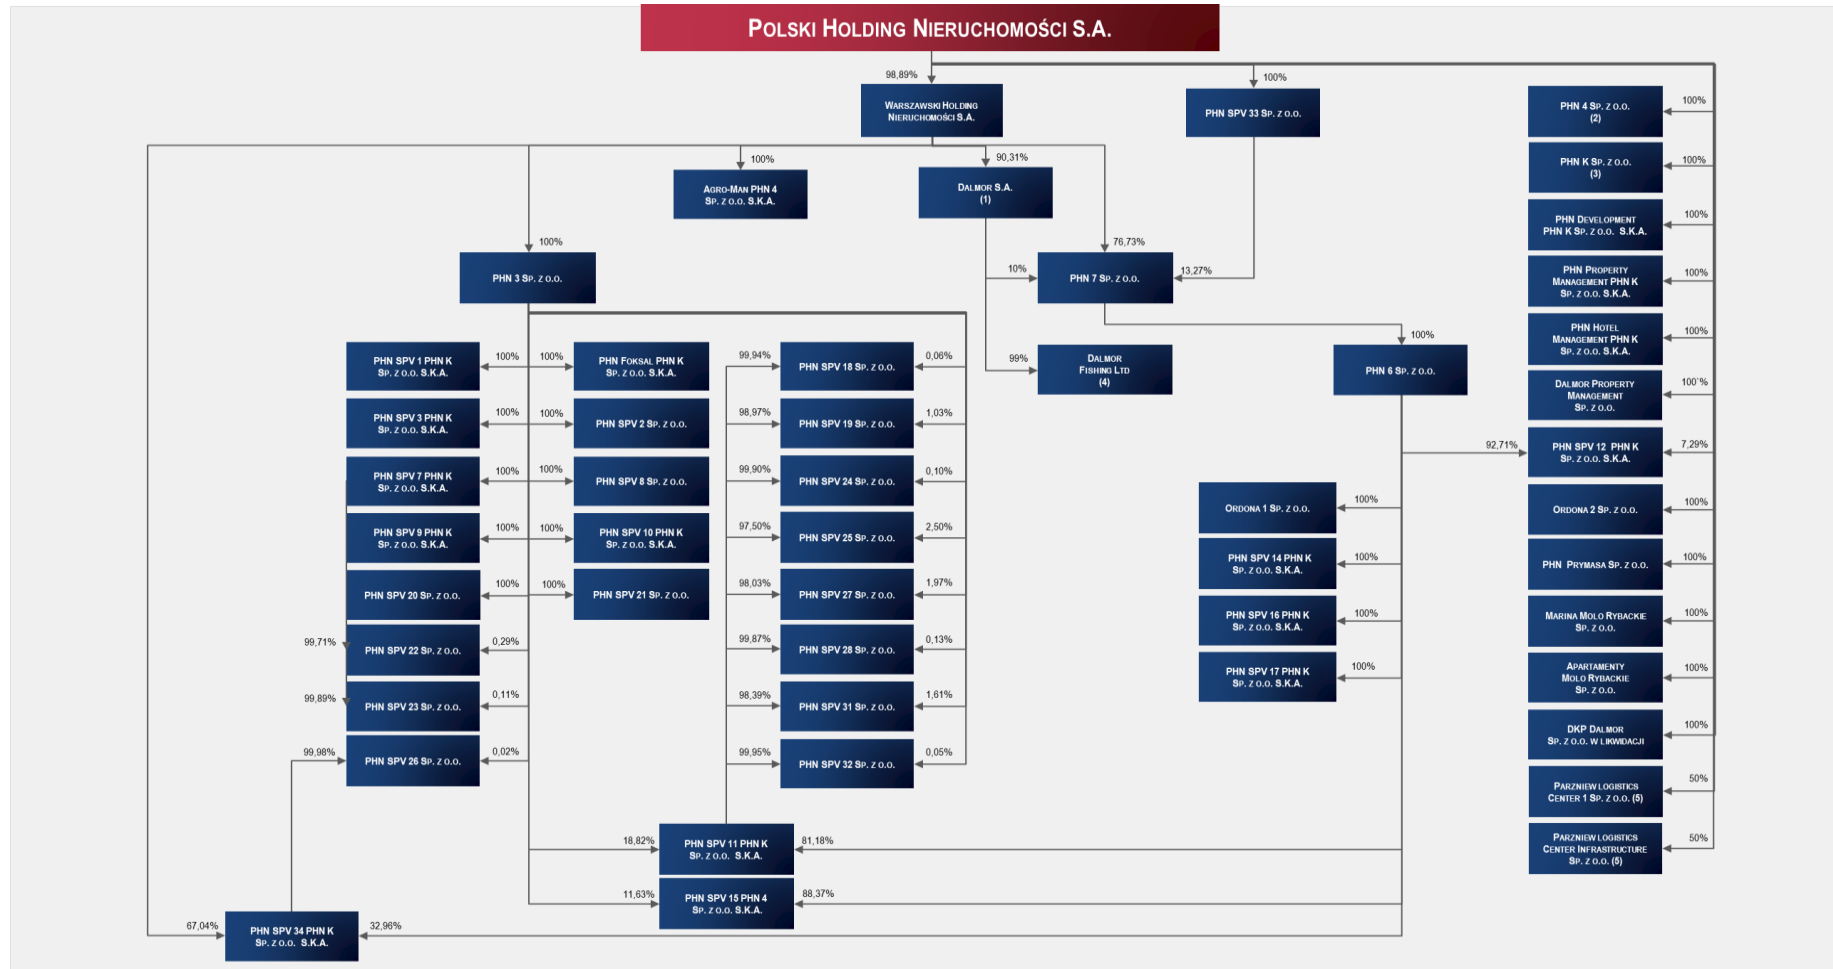 POLSKI HOLDING NIERUCHOMOŚCI S.A.
98,89%
100%
WARSZAWSKI HOLDING
NIERUCHOMOŚCI S.A.
PHN SPV 33 SP. Z O.O.
PHN 4 SP. Z O.O.
(2)
100%
PHN K SP. Z O.O.
(3)
100%
PHN DEVELOPMENT
PHN K SP. Z O.O. S.K.A.
100%
PHN PROPERTY
MANAGEMENT PHN K
SP. Z O.O. S.K.A.
100%
PHN HOTEL
MANAGEMENT PHN K
SP. Z O.O. S.K.A.
100%
DALMOR PROPERTY
MANAGEMENT
SP. Z O.O.
100`%
92,71%
PHN SPV 12 PHN K
SP. Z O.O. S.K.A.
7,29%
ORDONA 2 SP. Z O.O.
100%
PHN PRYMASA SP. Z O.O.
100%
MARINA MOLO RYBACKIE
SP. Z O.O.
100%
APARTAMENTY
MOLO RYBACKIE
SP. Z O.O.
100%
DKP DALMOR
SP. Z O.O. W LIKWIDACJI
100%
PARZNIEW LOGISTICS
CENTER 1 SP. Z O.O. (5)
50%
PARZNIEW LOGISTICS
CENTER INFRASTRUCTURE
SP. Z O.O. (5)
50%
100%
AGRO-MAN PHN 4
SP. Z O.O. S.K.A.
90,31%
DALMOR S.A.
(1)
100%
PHN 3 SP. Z O.O.
76,73%
10%
PHN 7 SP. Z O.O.
13,27%
99%
DALMOR
FISHING LTD
(4)
100%
PHN 6 SP. Z O.O.
PHN SPV 1 PHN K
SP. Z O.O. S.K.A.
100%
100%
PHN FOKSAL PHN K
SP. Z O.O. S.K.A.
99,94%
PHN SPV 18 SP. Z O.O.
0,06%
PHN SPV 3 PHN K
SP. Z O.O. S.K.A.
100%
100%
PHN SPV 2 SP. Z O.O.
98,97%
PHN SPV 19 SP. Z O.O.
1,03%
PHN SPV 7 PHN K
SP. Z O.O. S.K.A.
100%
100%
PHN SPV 8 SP. Z O.O.
99,90%
PHN SPV 24 SP. Z O.O.
0,10%
PHN SPV 9 PHN K
SP. Z O.O. S.K.A.
100%
100%
PHN SPV 10 PHN K
SP. Z O.O. S.K.A.
97,50%
PHN SPV 25 SP. Z O.O.
2,50%
PHN SPV 20 SP. Z O.O.
100%
100%
PHN SPV 21 SP. Z O.O.
98,03%
PHN SPV 27 SP. Z O.O.
1,97%
99,71%
PHN SPV 22 SP. Z O.O.
0,29%
99,87%
PHN SPV 28 SP. Z O.O.
0,13%
99,89%
PHN SPV 23 SP. Z O.O.
0,11%
98,39%
PHN SPV 31 SP. Z O.O.
1,61%
99,98%
PHN SPV 26 SP. Z O.O.
0,02%
99,95%
PHN SPV 32 SP. Z O.O.
0,05%
ORDONA 1 SP. Z O.O.
100%
PHN SPV 14 PHN K
SP. Z O.O. S.K.A.
100%
PHN SPV 16 PHN K
SP. Z O.O. S.K.A.
100%
PHN SPV 17 PHN K
SP. Z O.O. S.K.A.
100%
18,82%
PHN SPV 11 PHN K
SP. Z O.O. S.K.A.
81,18%
11,63%
PHN SPV 15 PHN 4
SP. Z O.O. S.K.A.
88,37%
67,04%
PHN SPV 34 PHN K
SP. Z O.O. S.K.A.
32,96%